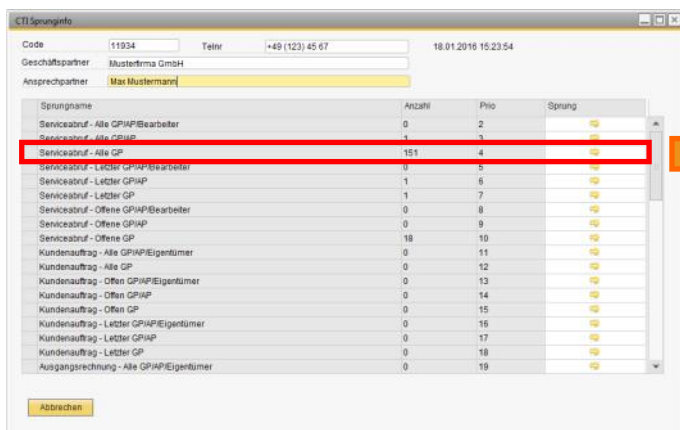 CTI Sprunginfo
Code 11934 Telnr +49 (123) 45 67 18.01.2016 15:23:54
Geschäftspartner Musterfirma GmbH
Ansprechpartner Max Mustermann
Sprungname Anzahl Prio Sprung
Serviceabruf - Alle GP/AP/Bearbeiter 0 2
Serviceabruf - Alle GP/AP 1 3
Serviceabruf - Alle GP 151 4
Serviceabruf - Letzter GP/AP/Bearbeiter 0 5
Serviceabruf - Letzter GP/AP 1 6
Serviceabruf - Letzter GP 1 7
Serviceabruf - Offene GP/AP/Bearbeiter 0 8
Serviceabruf - Offene GP/AP 0 9
Serviceabruf - Offene GP 18 10
Kundenauftrag - Alle GP/AP/Eigentümer 0 11
Kundenauftrag - Alle GP 0 12
Kundenauftrag - Offen GP/AP/Eigentümer 0 13
Kundenauftrag - Offen GP/AP 0 14
Kundenauftrag - Offen GP 0 15
Kundenauftrag - Letzter GP/AP/Eigentümer 0 16
Kundenauftrag - Letzter GP/AP 0 17
Kundenauftrag - Letzter GP 0 18
Ausgangsrechnung - Alle GP/AP/Eigentümer 0 19
Abbrechen